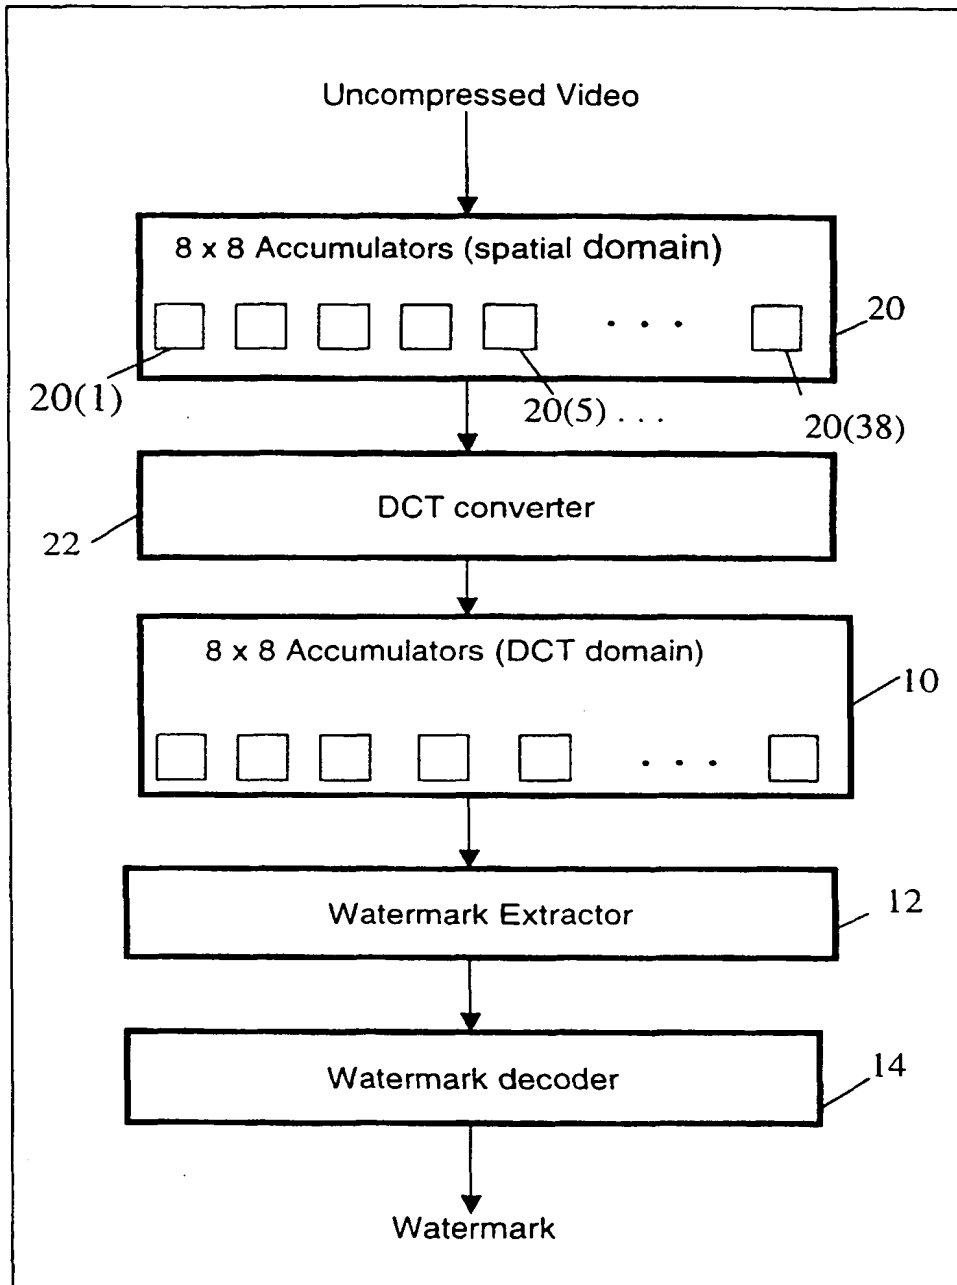 Uncompressed Video
8 x 8 Accumulators (spatial domain)
20
20(1)
20(5) . . .
20(38)
DCT converter
22
8 x 8 Accumulators (DCT domain)
10
Watermark Extractor
12
Watermark decoder
14
Watermark